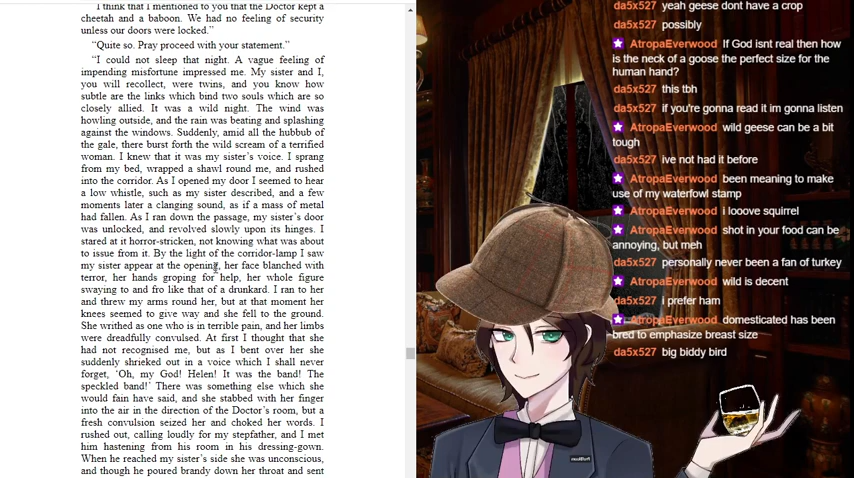 “I think that I mentioned to you that the Doctor kept a
cheetah and a baboon. We had no feeling of security
unless our doors were locked.”
“Quite so. Pray proceed with your statement.”
“I could not sleep that night. A vague feeling of
impending misfortune impressed me. My sister and I,
you will recollect, were twins, and you know how
subtle are the links which bind two souls which are so
closely allied. It was a wild night. The wind was
howling outside, and the rain was beating and splashing
against the windows. Suddenly, amid all the hubbub of
the gale, there burst forth the wild scream of a terrified
woman. I knew that it was my sister’s voice. I sprang
from my bed, wrapped a shawl round me, and rushed
into the corridor. As I opened my door I seemed to hear
a low whistle, such as my sister described, and a few
moments later a clanging sound, as if a mass of metal
had fallen. As I ran down the passage, my sister’s door
was unlocked, and revolved slowly upon its hinges. I
stared at it horror-stricken, not knowing what was about
to issue from it. By the light of the corridor-lamp I saw
my sister appear at the opening, her face blanched with
terror, her hands groping for help, her whole figure
swaying to and fro like that of a drunkard. I ran to her
and threw my arms round her, but at that moment her
knees seemed to give way and she fell to the ground.
She writhed as one who is in terrible pain, and her limbs
were dreadfully convulsed. At first I thought that she
had not recognised me, but as I bent over her she
suddenly shrieked out in a voice which I shall never
forget, ‘Oh, my God! Helen! It was the band! The
speckled band!’ There was something else which she
would fain have said, and she stabbed with her finger
into the air in the direction of the Doctor’s room, but a
fresh convulsion seized her and choked her words. I
rushed out, calling loudly for my stepfather, and I met
him hastening from his room in his dressing-gown.
When he reached my sister’s side she was unconscious,
and though he poured brandy down her throat and sent
da5x527 yeah geese dont have a crop
da5x527 possibly
AtropaEverwood If God isnt real then how
is the neck of a goose the perfect size for the
human hand?
da5x527 this tbh
da5x527 if you're gonna read it im gonna listen
AtropaEverwood wild geese can be a bit
tough
da5x527 ive not had it before
AtropaEverwood been meaning to make
use of my waterfowl stamp
AtropaEverwood i looove squirrel
AtropaEverwood shot in your food can be
annoying, but meh
da5x527 personally never been a fan of turkey
AtropaEverwood wild is decent
da5x527 i prefer ham
AtropaEverwood domesticated has been
bred to emphasize breast size
da5x527 big biddy bird